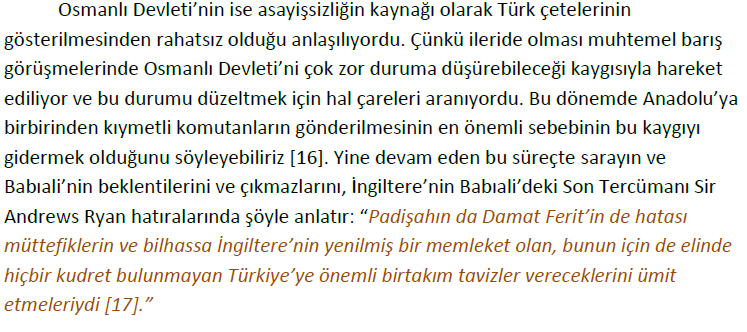 Osmanlı Devleti’nin ise asayişsizliğin kaynağı olarak Türk çetelerinin
gösterilmesinden rahatsız olduğu anlaşılıyordu. Çünkü ileride olması muhtemel barış
görüşmelerinde Osmanlı Devleti’ni çok zor duruma düşürebileceği kaygısıyla hareket
ediliyor ve bu durumu düzeltmek için hal çareleri aranıyordu. Bu dönemde Anadolu’ya
birbirinden kıymetli komutanların gönderilmesinin en önemli sebebinin bu kaygıyı
gidermek olduğunu söyleyebiliriz [16]. Yine devam eden bu süreçte sarayın ve
Babıali’nin beklentilerini ve çıkmazlarını, İngiltere’nin Babıali’deki Son Tercümanı Sir
Andrews Ryan hatıralarında şöyle anlatır: “Padişahın da Damat Ferit’in de hatası
müttefiklerin ve bilhassa İngiltere’nin yenilmiş bir memleket olan, bunun için de elinde
hiçbir kudret bulunmayan Türkiye’ye önemli birtakım tavizler vereceklerini ümit
etmeleriydi [17].”